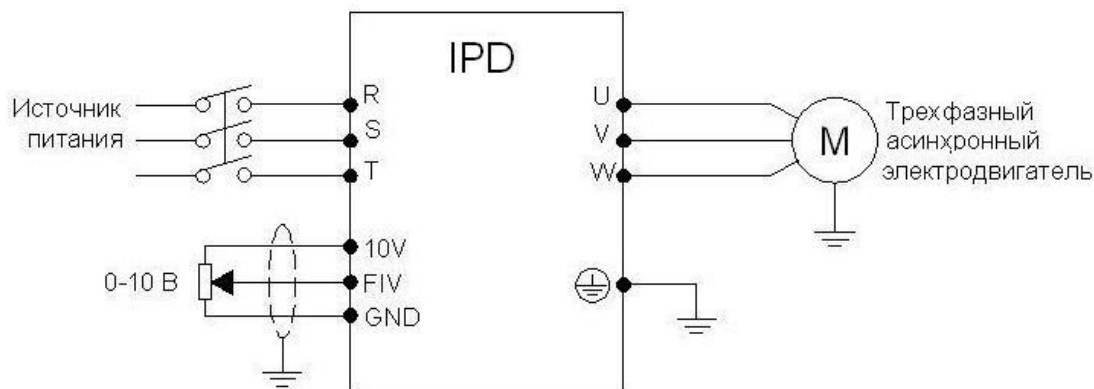 IPD
Источник
питания
R
S
T
U
V
W
M
Трехфазный
асинхронный
электродвигатель
0-10 В
10V
FIV
GND